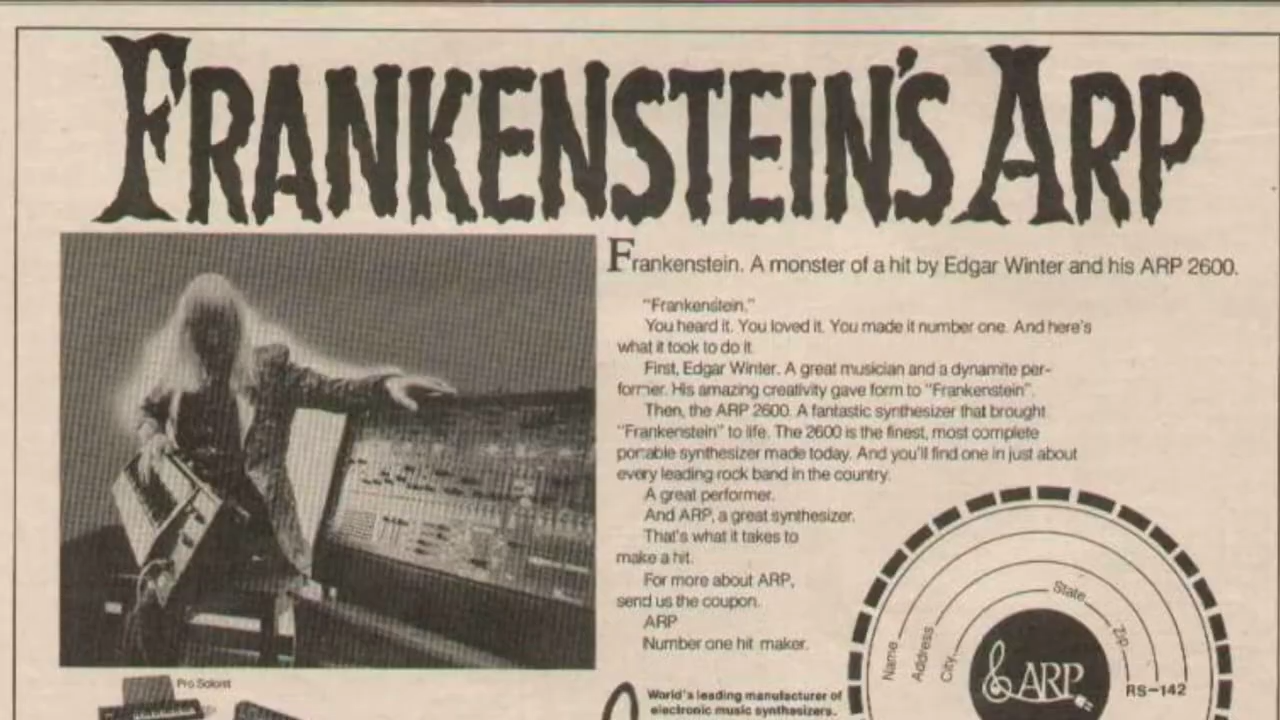 FRANKENSTEIN'S ARP
Frankenstein. A monster of a hit by Edgar Winter and his ARP 2600.
"Frankenstein."
You heard it. You loved it. You made it number one. And here's
what it took to do it.
First, Edgar Winter. A great musician and a dynamite per-
former. His amazing creativity gave form to "Frankenstein".
Then, the ARP 2600. A fantastic synthesizer that brought
"Frankenstein" to life. The 2600 is the finest, most complete
portable synthesizer made today. And you'll find one in just about
every leading rock band in the country.
A great performer.
And ARP, a great synthesizer.
That's what it takes to
make a hit.
For more about ARP,
send us the coupon.
ARP
Number one hit maker.
Pro Soloist
World's leading manufacturer of
electronic music synthesizers.
Name
Address
City
State
Zip
ARP
RS-142